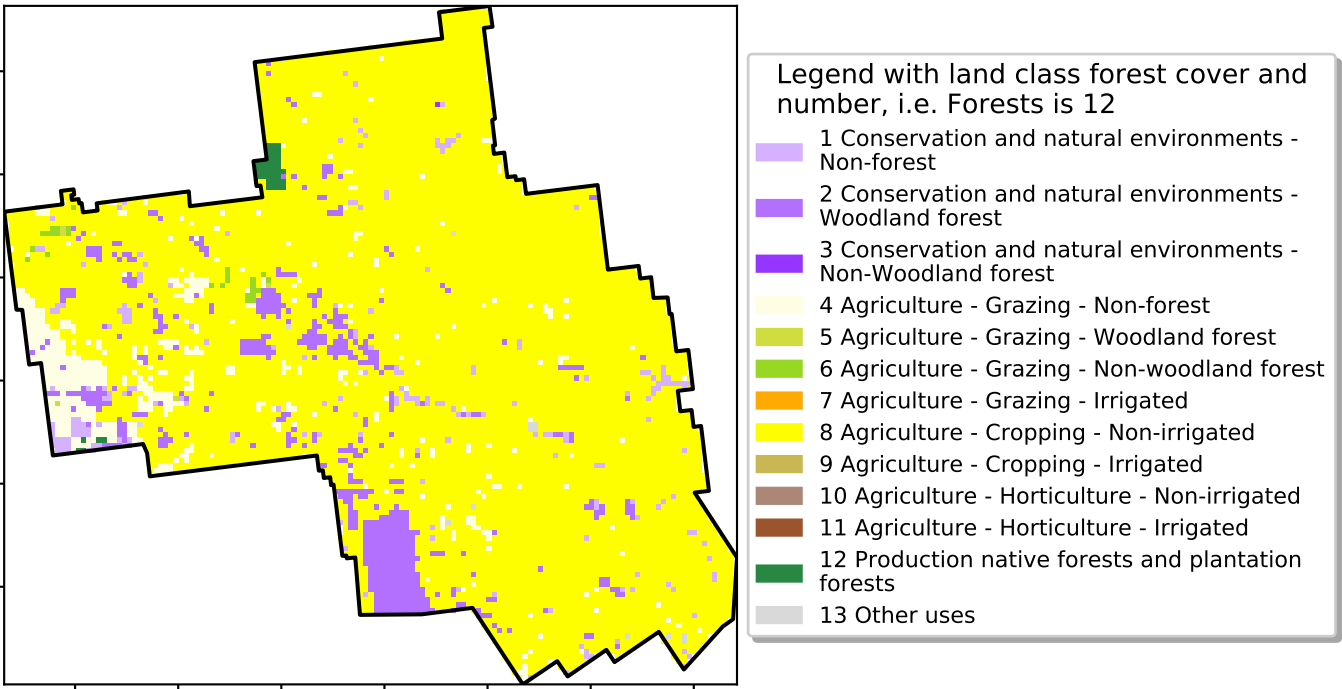 Legend with land class forest cover and
number, i.e. Forests is 12
1 Conservation and natural environments -
Non-forest
2 Conservation and natural environments -
Woodland forest
3 Conservation and natural environments -
Non-Woodland forest
4 Agriculture - Grazing - Non-forest
5 Agriculture - Grazing - Woodland forest
6 Agriculture - Grazing - Non-woodland forest
7 Agriculture - Grazing - Irrigated
8 Agriculture - Cropping - Non-irrigated
9 Agriculture - Cropping - Irrigated
10 Agriculture - Horticulture - Non-irrigated
11 Agriculture - Horticulture - Irrigated
12 Production native forests and plantation
forests
13 Other uses